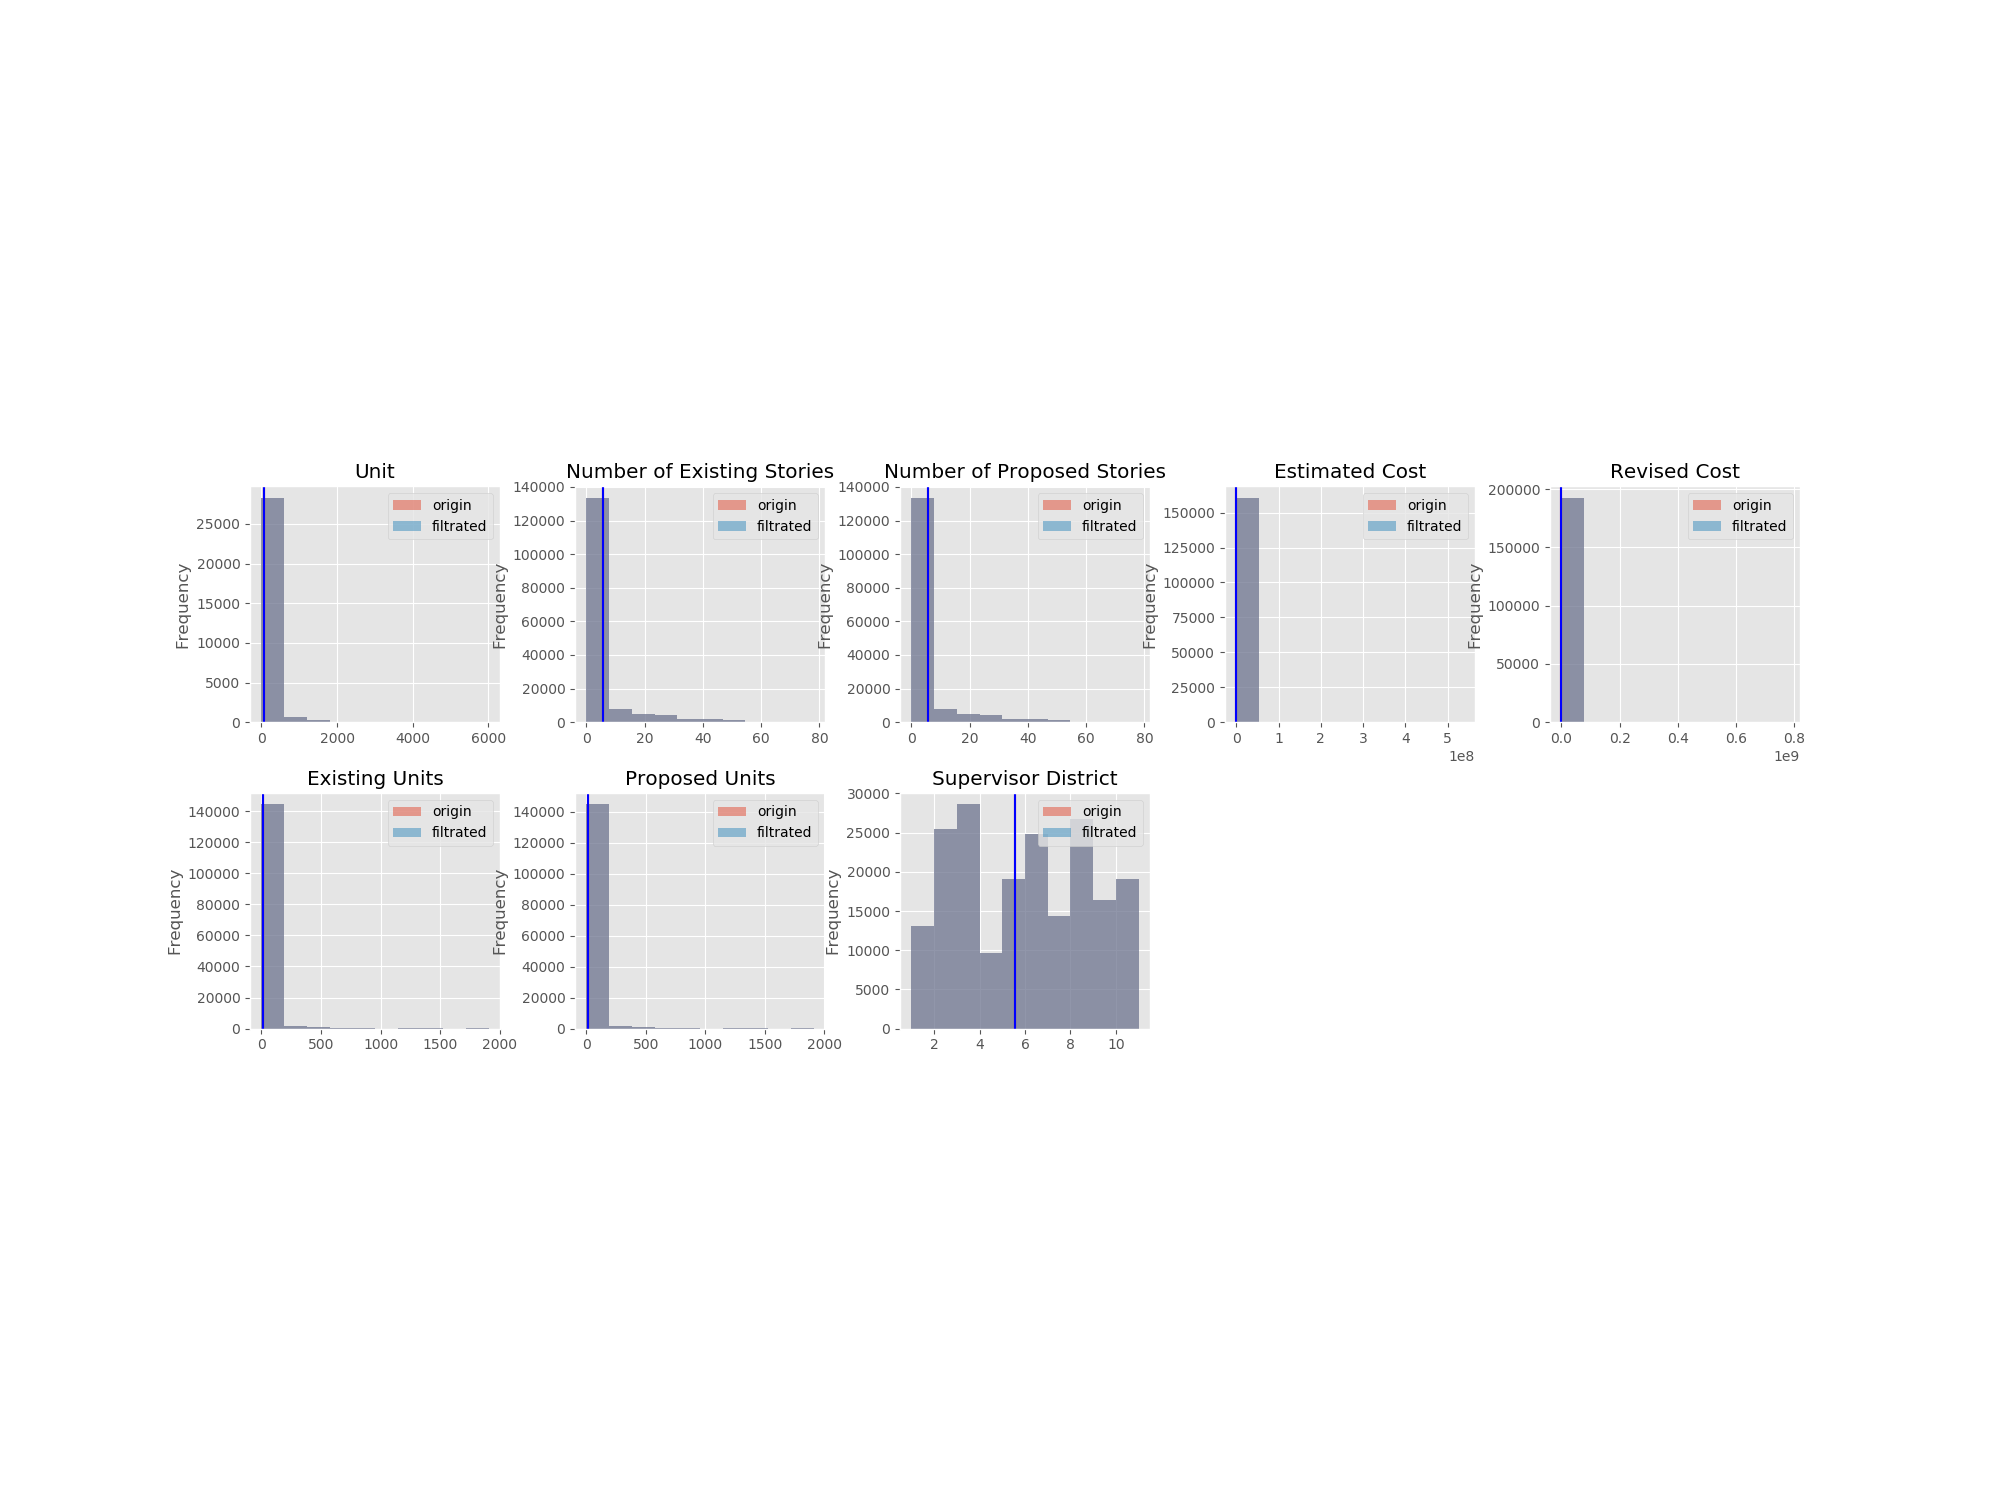 Unit
origin
filtrated
Frequency
25000
20000
15000
10000
5000
0
0 2000 4000 6000
Number of Existing Stories
origin
filtrated
Frequency
140000
120000
100000
80000
60000
40000
20000
0
0 20 40 60 80
Number of Proposed Stories
origin
filtrated
Frequency
140000
120000
100000
80000
60000
40000
20000
0
0 20 40 60 80
Estimated Cost
origin
filtrated
Frequency
150000
125000
100000
75000
50000
25000
0
0 1 2 3 4 5
1e8
Revised Cost
origin
filtrated
Frequency
200000
150000
100000
50000
0
0.0 0.2 0.4 0.6 0.8
1e9
Existing Units
origin
filtrated
Frequency
140000
120000
100000
80000
60000
40000
20000
0
0 500 1000 1500 2000
Proposed Units
origin
filtrated
Frequency
140000
120000
100000
80000
60000
40000
20000
0
0 500 1000 1500 2000
Supervisor District
origin
filtrated
Frequency
30000
25000
20000
15000
10000
5000
0
2 4 6 8 10